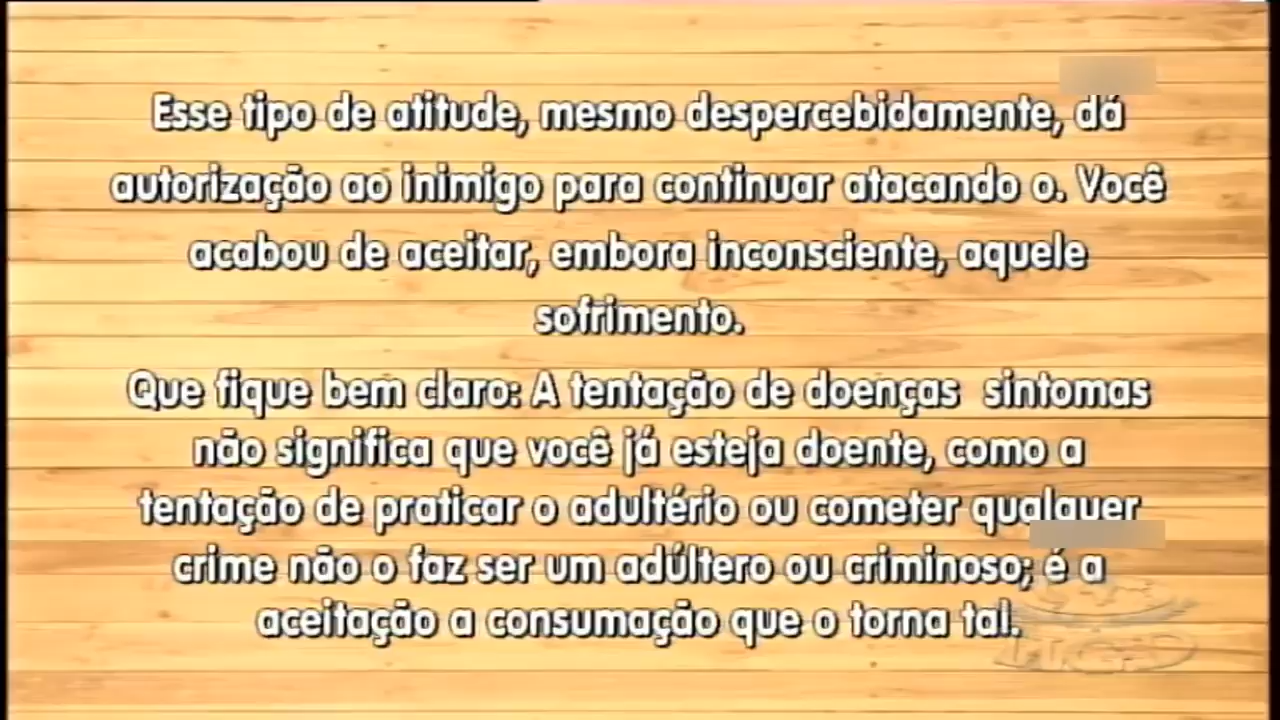 Esse tipo de atitude, mesmo despercebidamente, dá
autorização ao inimigo para continuar atacando o. Você
acabou de aceitar, embora inconsciente, aquele
sofrimento.
Que fique bem claro: A tentação de doenças  sintomas
não significa que você já esteja doente, como a
tentação de praticar o adultério ou cometer qualquer
crime não o faz ser um adúltero ou criminoso; é a
aceitação a consumação que o torna tal.